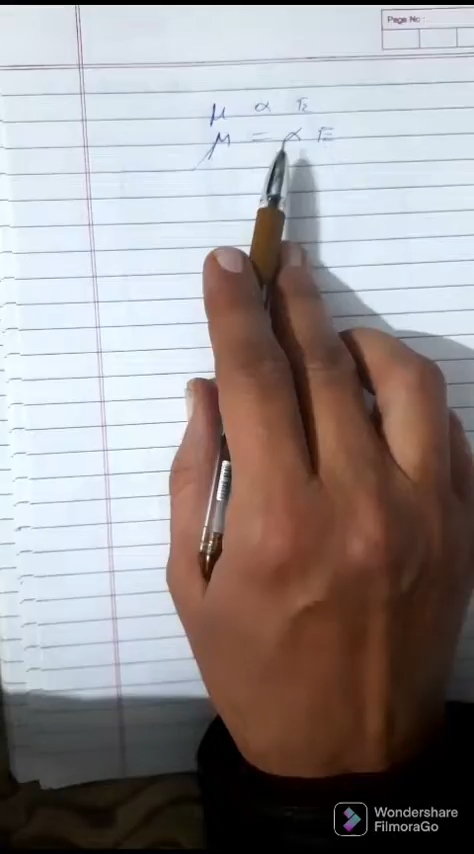 Page No :
μ α E
μ = α E
Wondershare
FilmoraGo